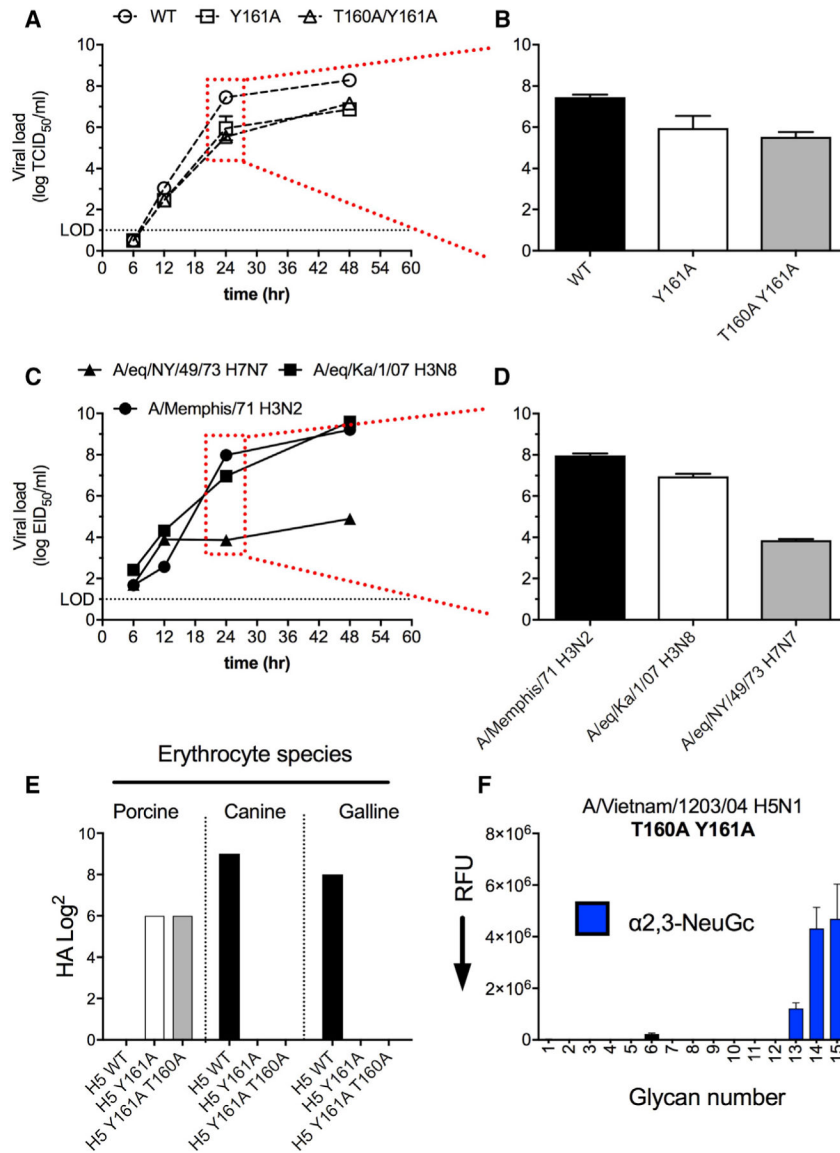 A
WT Y161A T160A/Y161A
Viral load
(log TCID50/ml)
10
8
6
4
2
0
LOD
0 6 12 18 24 30 36 42 48 54 60
time (hr)
B
10
8
6
4
2
0
WT
Y161A
T160A Y161A
C
A/eq/NY/49/73 H7N7 A/eq/Ka/1/07 H3N8
A/Memphis/71 H3N2
Viral load
(log EID50/ml)
10
8
6
4
2
0
LOD
0 6 12 18 24 30 36 42 48 54 60
time (hr)
D
10
8
6
4
2
0
A/Memphis/71 H3N2
A/eq/Ka/1/07 H3N8
A/eq/NY/49/73 H7N7
Erythrocyte species
E
Porcine Canine Galline
HA Log2
10
8
6
4
2
0
H5 WT
H5 Y161A
H5 Y161A T160A
H5 WT
H5 Y161A
H5 Y161A T160A
H5 WT
H5 Y161A
H5 Y161A T160A
F
A/Vietnam/1203/04 H5N1
T160A Y161A
RFU
8×10⁶
6×10⁶
4×10⁶
2×10⁶
0
α2,3-NeuGc
1 2 3 4 5 6 7 8 9 10 11 12 13 14 15
Glycan number